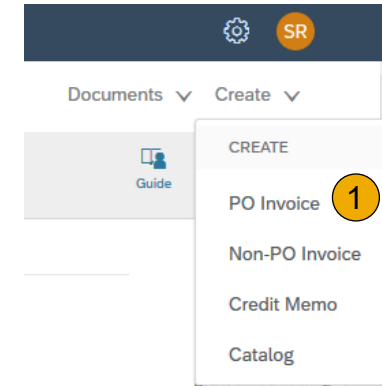 SR
Documents Create
Guide
CREATE
PO Invoice 1
Non-PO Invoice
Credit Memo
Catalog